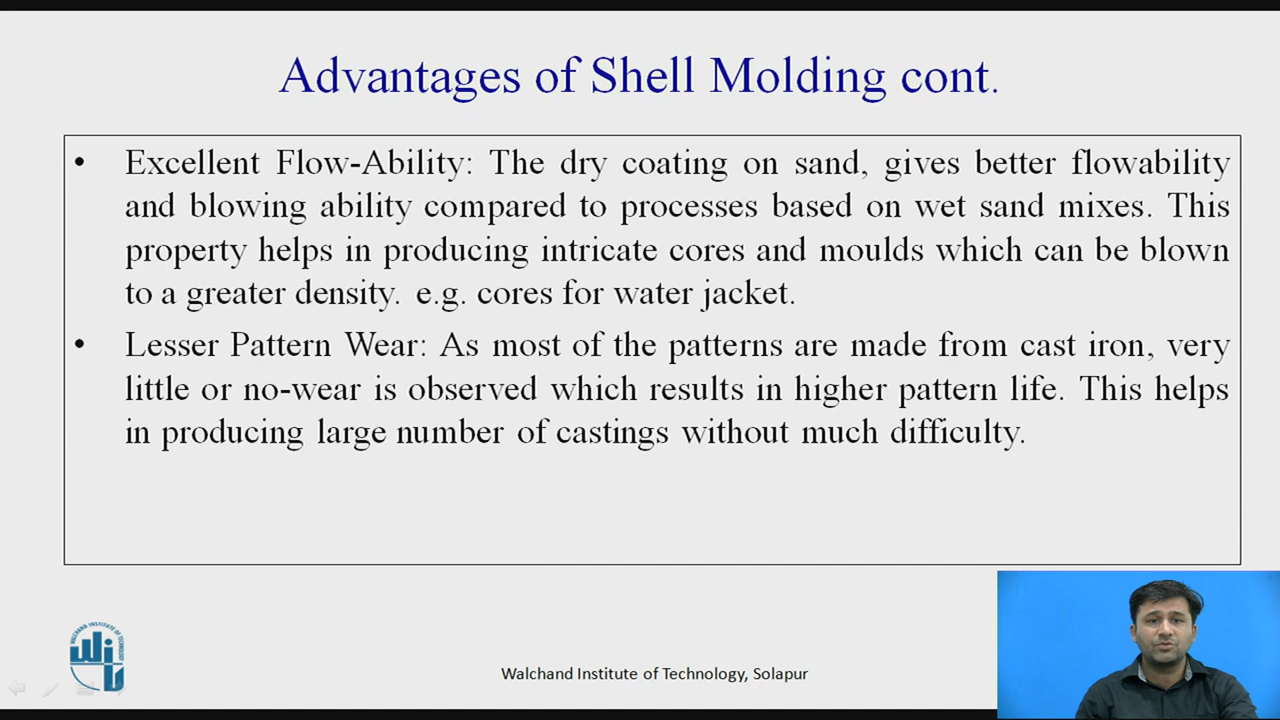 Advantages of Shell Molding cont.
• Excellent Flow-Ability: The dry coating on sand, gives better flowability
and blowing ability compared to processes based on wet sand mixes. This
property helps in producing intricate cores and moulds which can be blown
to a greater density. e.g. cores for water jacket.
• Lesser Pattern Wear: As most of the patterns are made from cast iron, very
little or no-wear is observed which results in higher pattern life. This helps
in producing large number of castings without much difficulty.
WALCHAND INSTITUTE OF TECHNOLOGY
Walchand Institute of Technology, Solapur